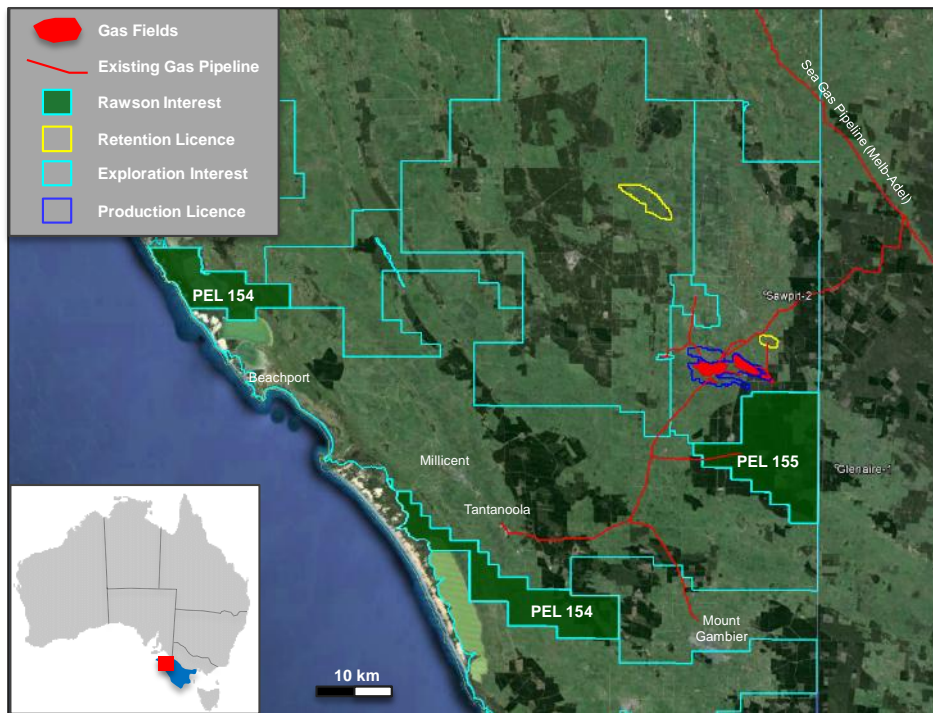 Gas Fields
Existing Gas Pipeline
Rawson Interest
Retention Licence
Exploration Interest
Production Licence
Sea Gas Pipeline (Melb-Adel)
PEL 154
Sawpit-2
Beachport
Millicent
PEL 155
Glenaire-1
Tantanoola
PEL 154
Mount
Gambier
10 km